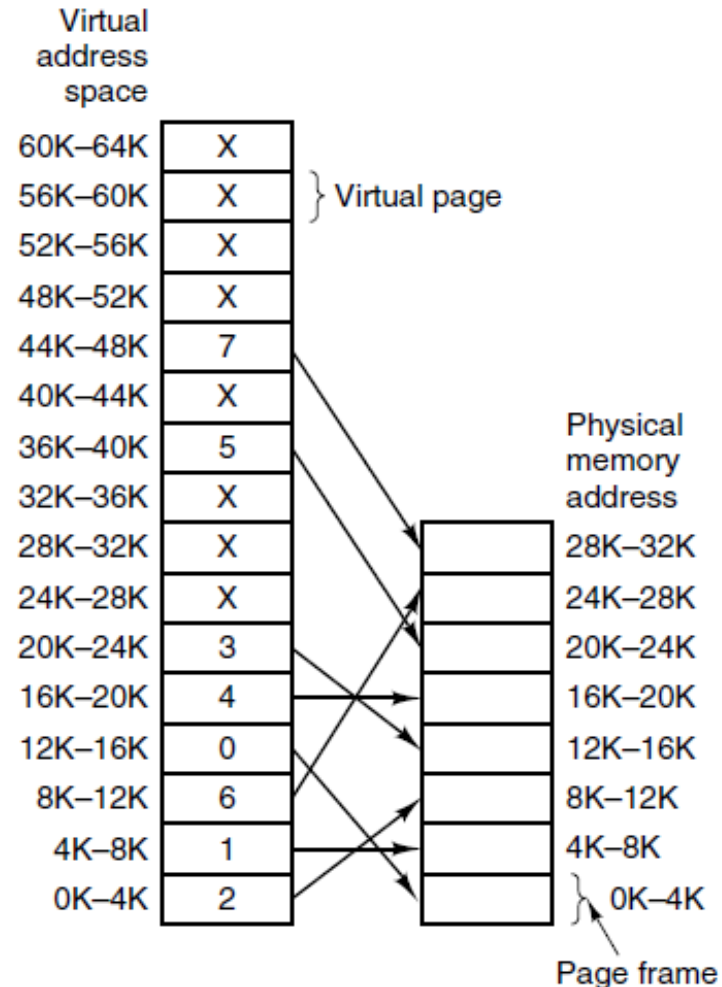 Virtual
address
space
60K–64K X
56K–60K X Virtual page
52K–56K X
48K–52K X
44K–48K 7
40K–44K X
36K–40K 5
32K–36K X
28K–32K X
24K–28K X
20K–24K 3
16K–20K 4
12K–16K 0
8K–12K 6
4K–8K 1
0K–4K 2
Physical
memory
address
28K–32K
24K–28K
20K–24K
16K–20K
12K–16K
8K–12K
4K–8K
0K–4K
Page frame